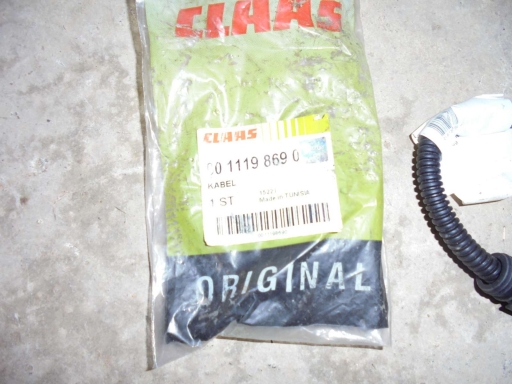 CLAAS
CLAAS
00 1119 869 0
KABEL
1 ST
Made in TUNISIA
ORIGINAL